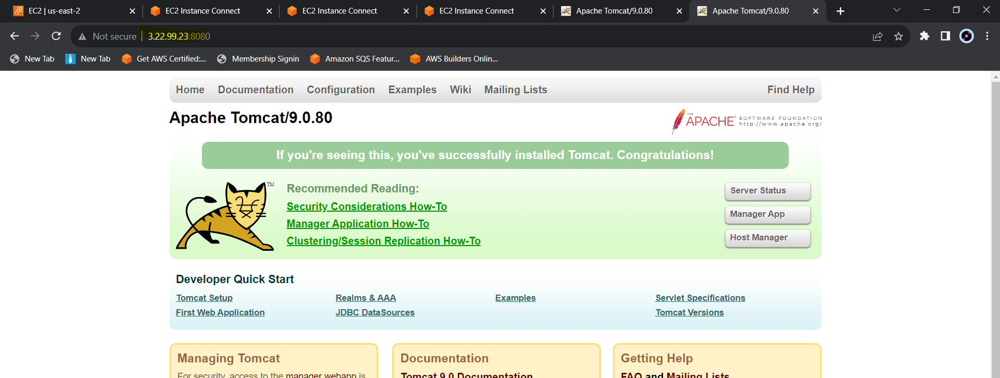 EC2 | us-east-2
EC2 Instance Connect
EC2 Instance Connect
EC2 Instance Connect
Apache Tomcat/9.0.80
Apache Tomcat/9.0.80
Not secure | 3.22.99.23:8080
New Tab
New Tab
Get AWS Certified:...
Membership Signin
Amazon SQS Featur...
AWS Builders Onlin...
Home Documentation Configuration Examples Wiki Mailing Lists Find Help
Apache Tomcat/9.0.80
THE APACHE SOFTWARE FOUNDATION
http://www.apache.org/
If you're seeing this, you've successfully installed Tomcat. Congratulations!
TM
Recommended Reading:
Security Considerations How-To
Manager Application How-To
Clustering/Session Replication How-To
Server Status
Manager App
Host Manager
Developer Quick Start
Tomcat Setup
First Web Application
Realms & AAA
JDBC DataSources
Examples
Servlet Specifications
Tomcat Versions
Managing Tomcat
For security, access to the manager webapp is
Documentation
Tomcat 9.0 Documentation
Getting Help
FAQ and Mailing Lists